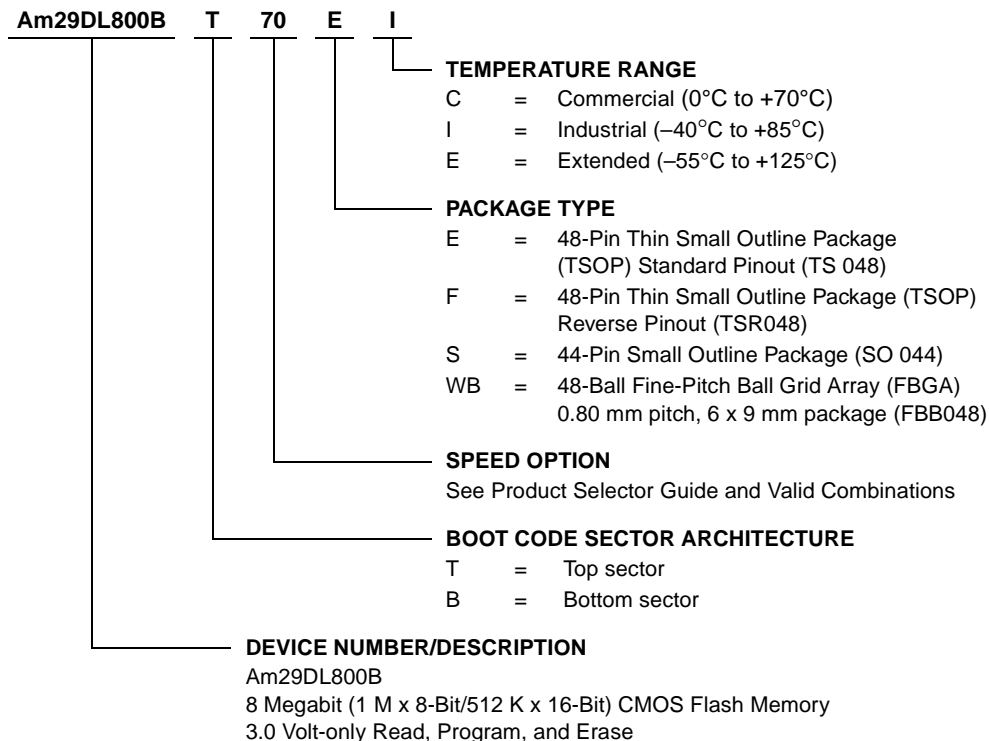 Am29DL800B T 70 E I
TEMPERATURE RANGE
C = Commercial (0°C to +70°C)
I = Industrial (–40°C to +85°C)
E = Extended (–55°C to +125°C)
PACKAGE TYPE
E = 48-Pin Thin Small Outline Package
(TSOP) Standard Pinout (TS 048)
F = 48-Pin Thin Small Outline Package (TSOP)
Reverse Pinout (TSR048)
S = 44-Pin Small Outline Package (SO 044)
WB = 48-Ball Fine-Pitch Ball Grid Array (FBGA)
0.80 mm pitch, 6 x 9 mm package (FBB048)
SPEED OPTION
See Product Selector Guide and Valid Combinations
BOOT CODE SECTOR ARCHITECTURE
T = Top sector
B = Bottom sector
DEVICE NUMBER/DESCRIPTION
Am29DL800B
8 Megabit (1 M x 8-Bit/512 K x 16-Bit) CMOS Flash Memory
3.0 Volt-only Read, Program, and Erase